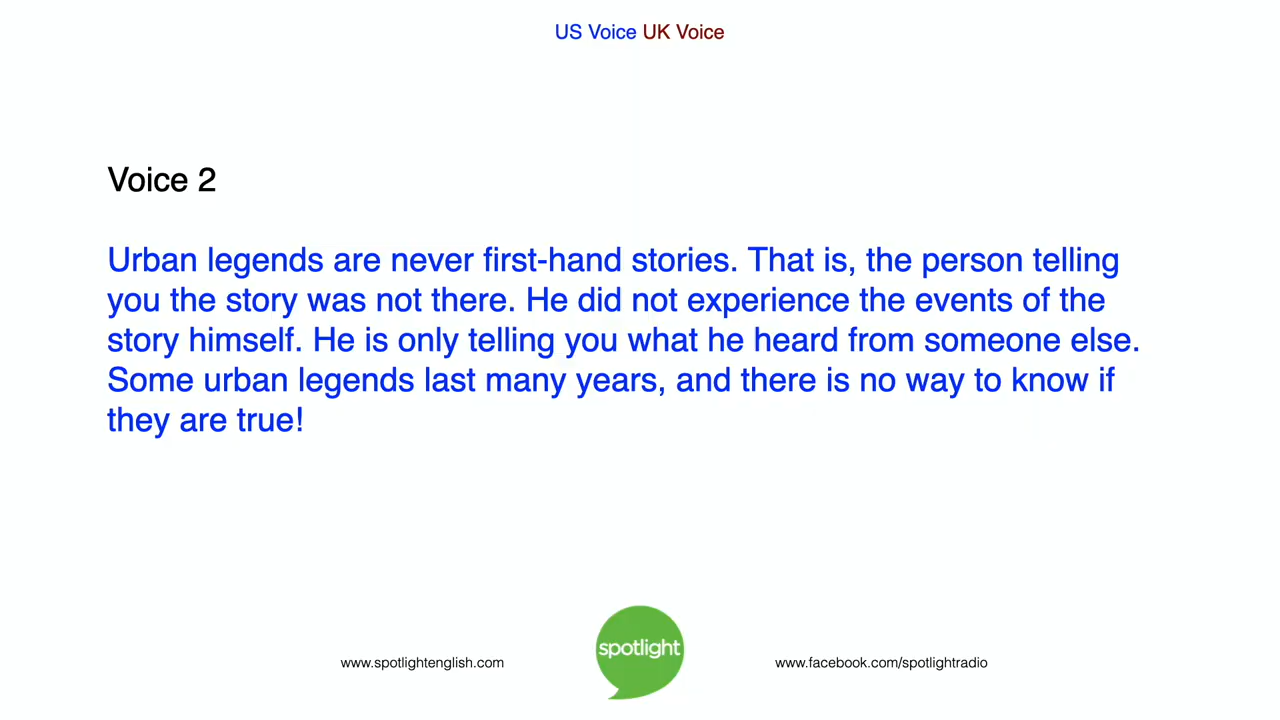 US Voice UK Voice
Voice 2
Urban legends are never first-hand stories. That is, the person telling
you the story was not there. He did not experience the events of the
story himself. He is only telling you what he heard from someone else.
Some urban legends last many years, and there is no way to know if
they are true!
spotlight
www.spotlightenglish.com
www.facebook.com/spotlightradio